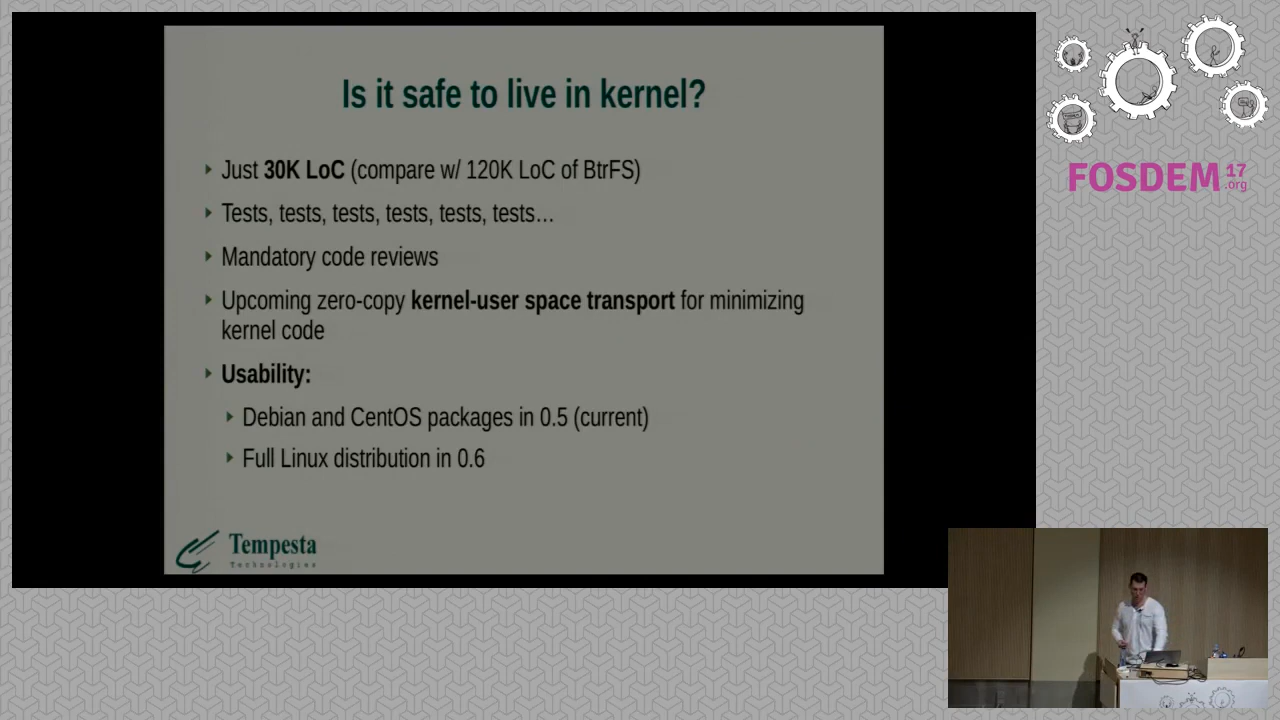 Is it safe to live in kernel?
Just 30K LoC (compare w/ 120K LoC of BtrFS)
Tests, tests, tests, tests, tests, tests…
Mandatory code reviews
Upcoming zero-copy kernel-user space transport for minimizing
kernel code
Usability:
Debian and CentOS packages in 0.5 (current)
Full Linux distribution in 0.6
Tempesta
Technologies
FOSDEM 17
.org